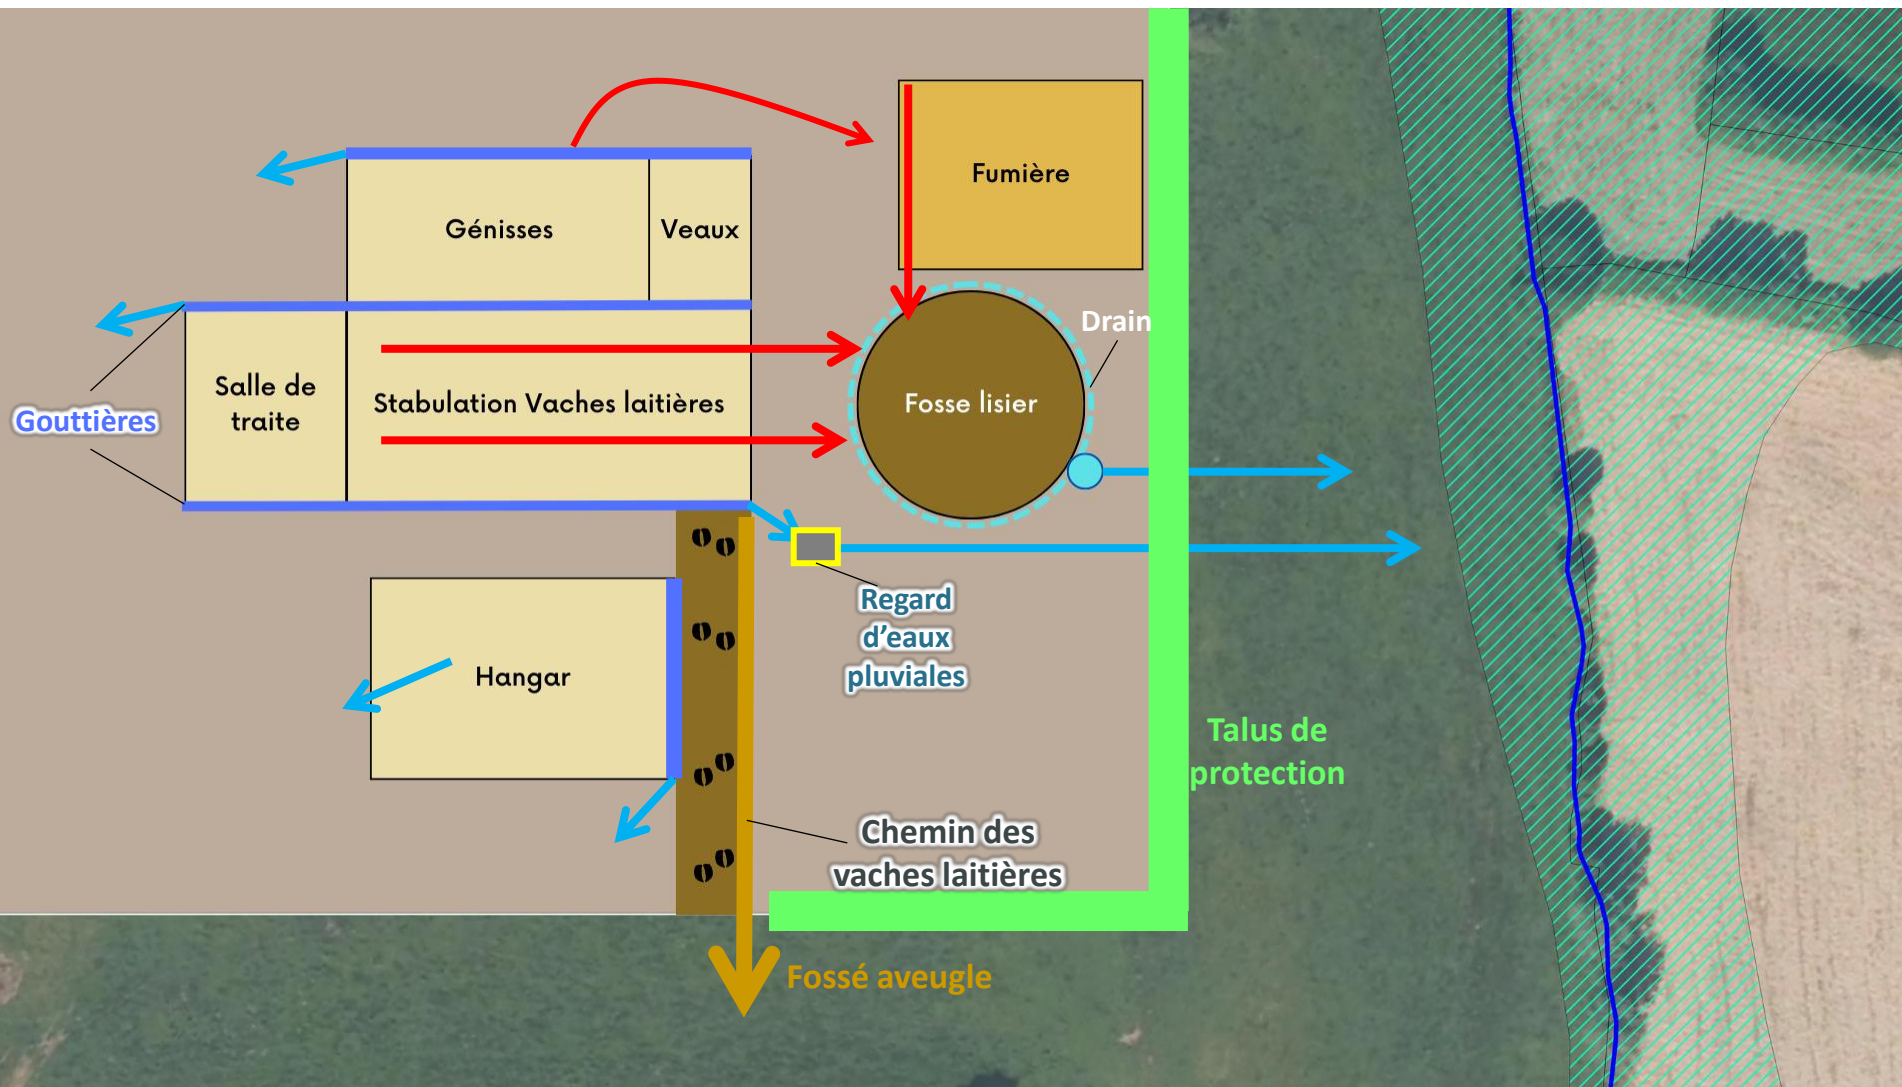 Fumière
Génisses
Veaux
Drain
Salle de
traite
Stabulation Vaches laitières
Fosse lisier
Gouttières
Regard
d’eaux
pluviales
Hangar
Talus de
protection
Chemin des
vaches laitières
Fossé aveugle